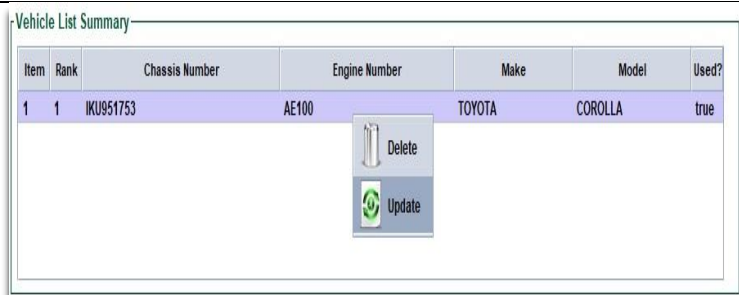 Vehicle List Summary
Item Rank Chassis Number Engine Number Make Model Used?
1 1 IKU951753 AE100 TOYOTA COROLLA true
Delete
Update